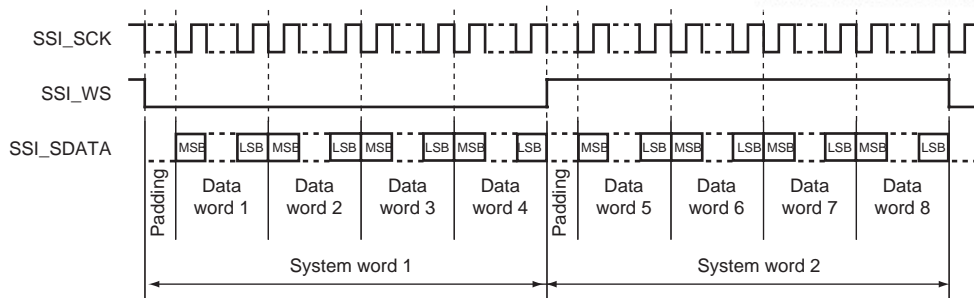 SSI_SCK
SSI_WS
SSI_SDATA
MSB LSB MSB LSB MSB LSB MSB LSB MSB LSB MSB LSB MSB LSB MSB LSB
Padding
Data word 1
Data word 2
Data word 3
Data word 4
Padding
Data word 5
Data word 6
Data word 7
Data word 8
System word 1
System word 2